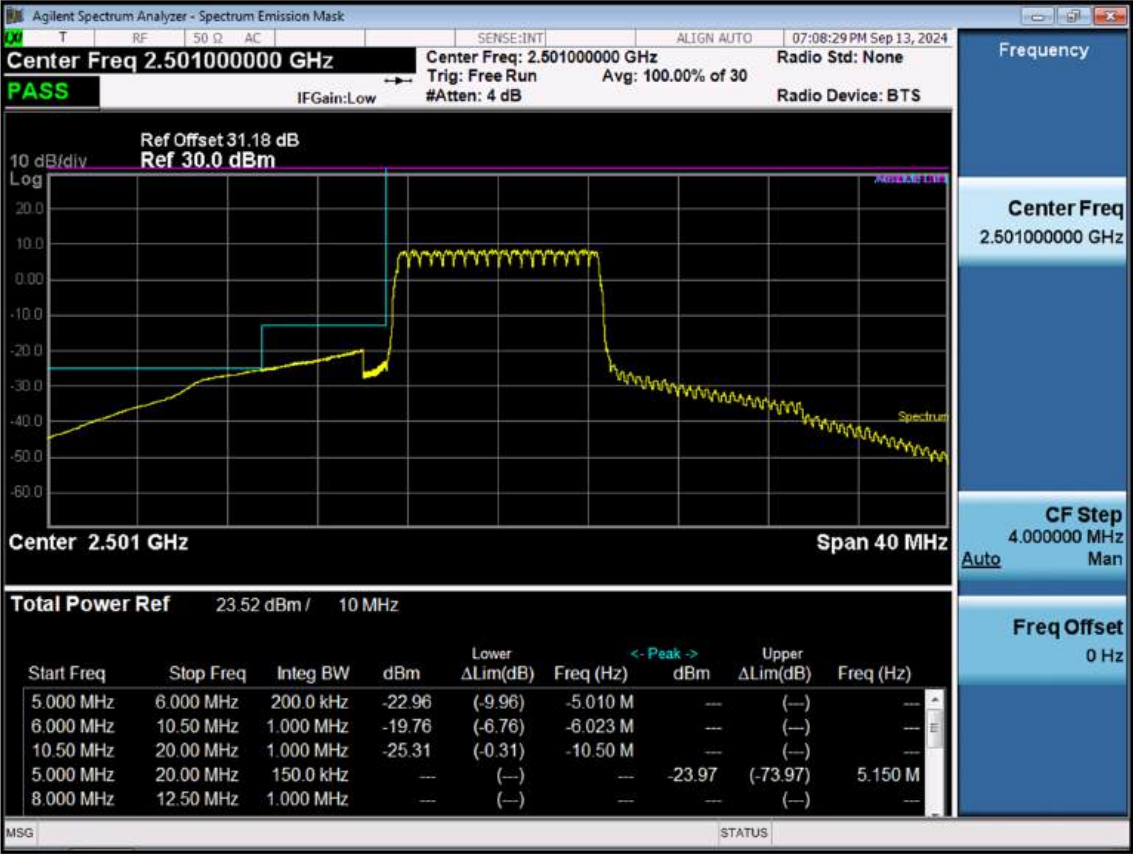 Agilent Spectrum Analyzer - Spectrum Emission Mask
T RF 50 Ω AC SENSE:INT ALIGN AUTO 07:08:29 PM Sep 13, 2024
Center Freq 2.501000000 GHz
Center Freq: 2.501000000 GHz Radio Std: None
Trig: Free Run Avg: 100.00% of 30
PASS
IFGain:Low #Atten: 4 dB Radio Device: BTS
Ref Offset 31.18 dB
10 dB/div Ref 30.0 dBm
Log
20.0
10.0
0.00
-10.0
-20.0
-30.0
-40.0
Spectrum
-50.0
-60.0
Center 2.501 GHz Span 40 MHz
Total Power Ref 23.52 dBm / 10 MHz
Lower <- Peak -> Upper
Start Freq Stop Freq Integ BW dBm ΔLim(dB) Freq (Hz) dBm ΔLim(dB) Freq (Hz)
5.000 MHz 6.000 MHz 200.0 kHz -22.96 (-9.96) -5.010 M --- (---) ---
6.000 MHz 10.50 MHz 1.000 MHz -19.76 (-6.76) -6.023 M --- (---) ---
10.50 MHz 20.00 MHz 1.000 MHz -25.31 (-0.31) -10.50 M --- (---) ---
5.000 MHz 20.00 MHz 150.0 kHz --- (---) --- -23.97 (-73.97) 5.150 M
8.000 MHz 12.50 MHz 1.000 MHz --- (---) --- --- (---) ---
MSG STATUS
Frequency
Center Freq
2.501000000 GHz
CF Step
4.000000 MHz
Auto Man
Freq Offset
0 Hz